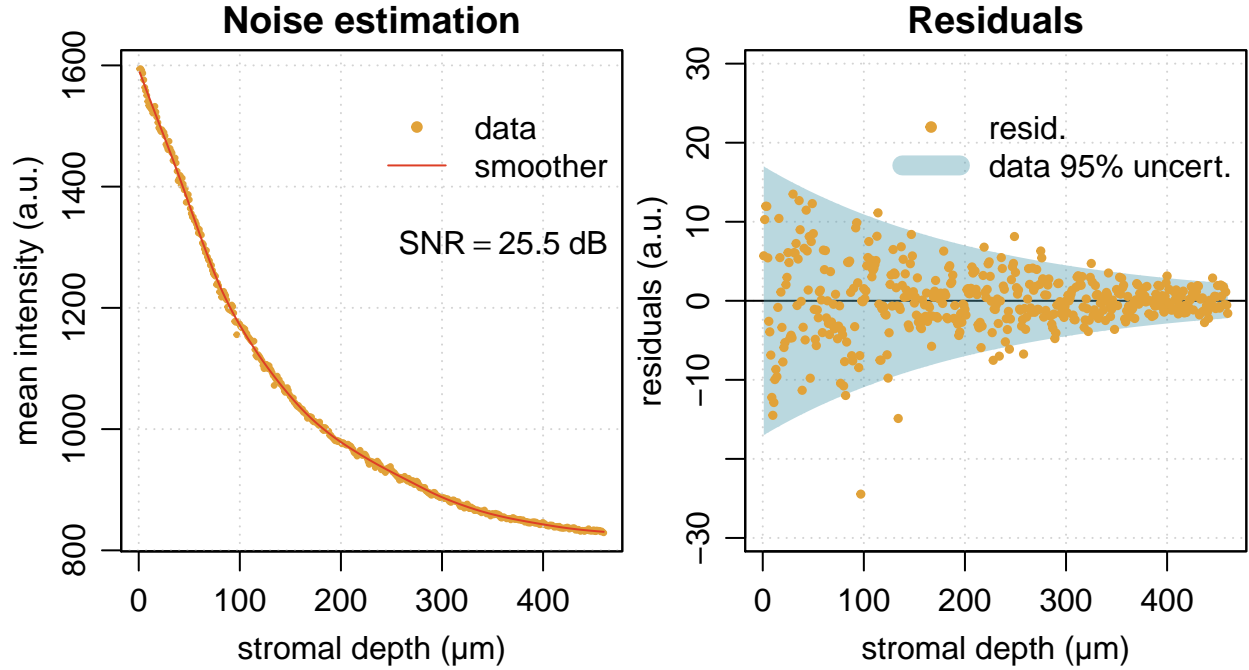 Noise estimation
mean intensity (a.u.)
1600
1400
1200
1000
800
data
smoother
SNR = 25.5 dB
0 100 200 300 400
stromal depth (µm)
Residuals
residuals (a.u.)
30
20
10
0
−10
−30
resid.
data 95% uncert.
0 100 200 300 400
stromal depth (µm)